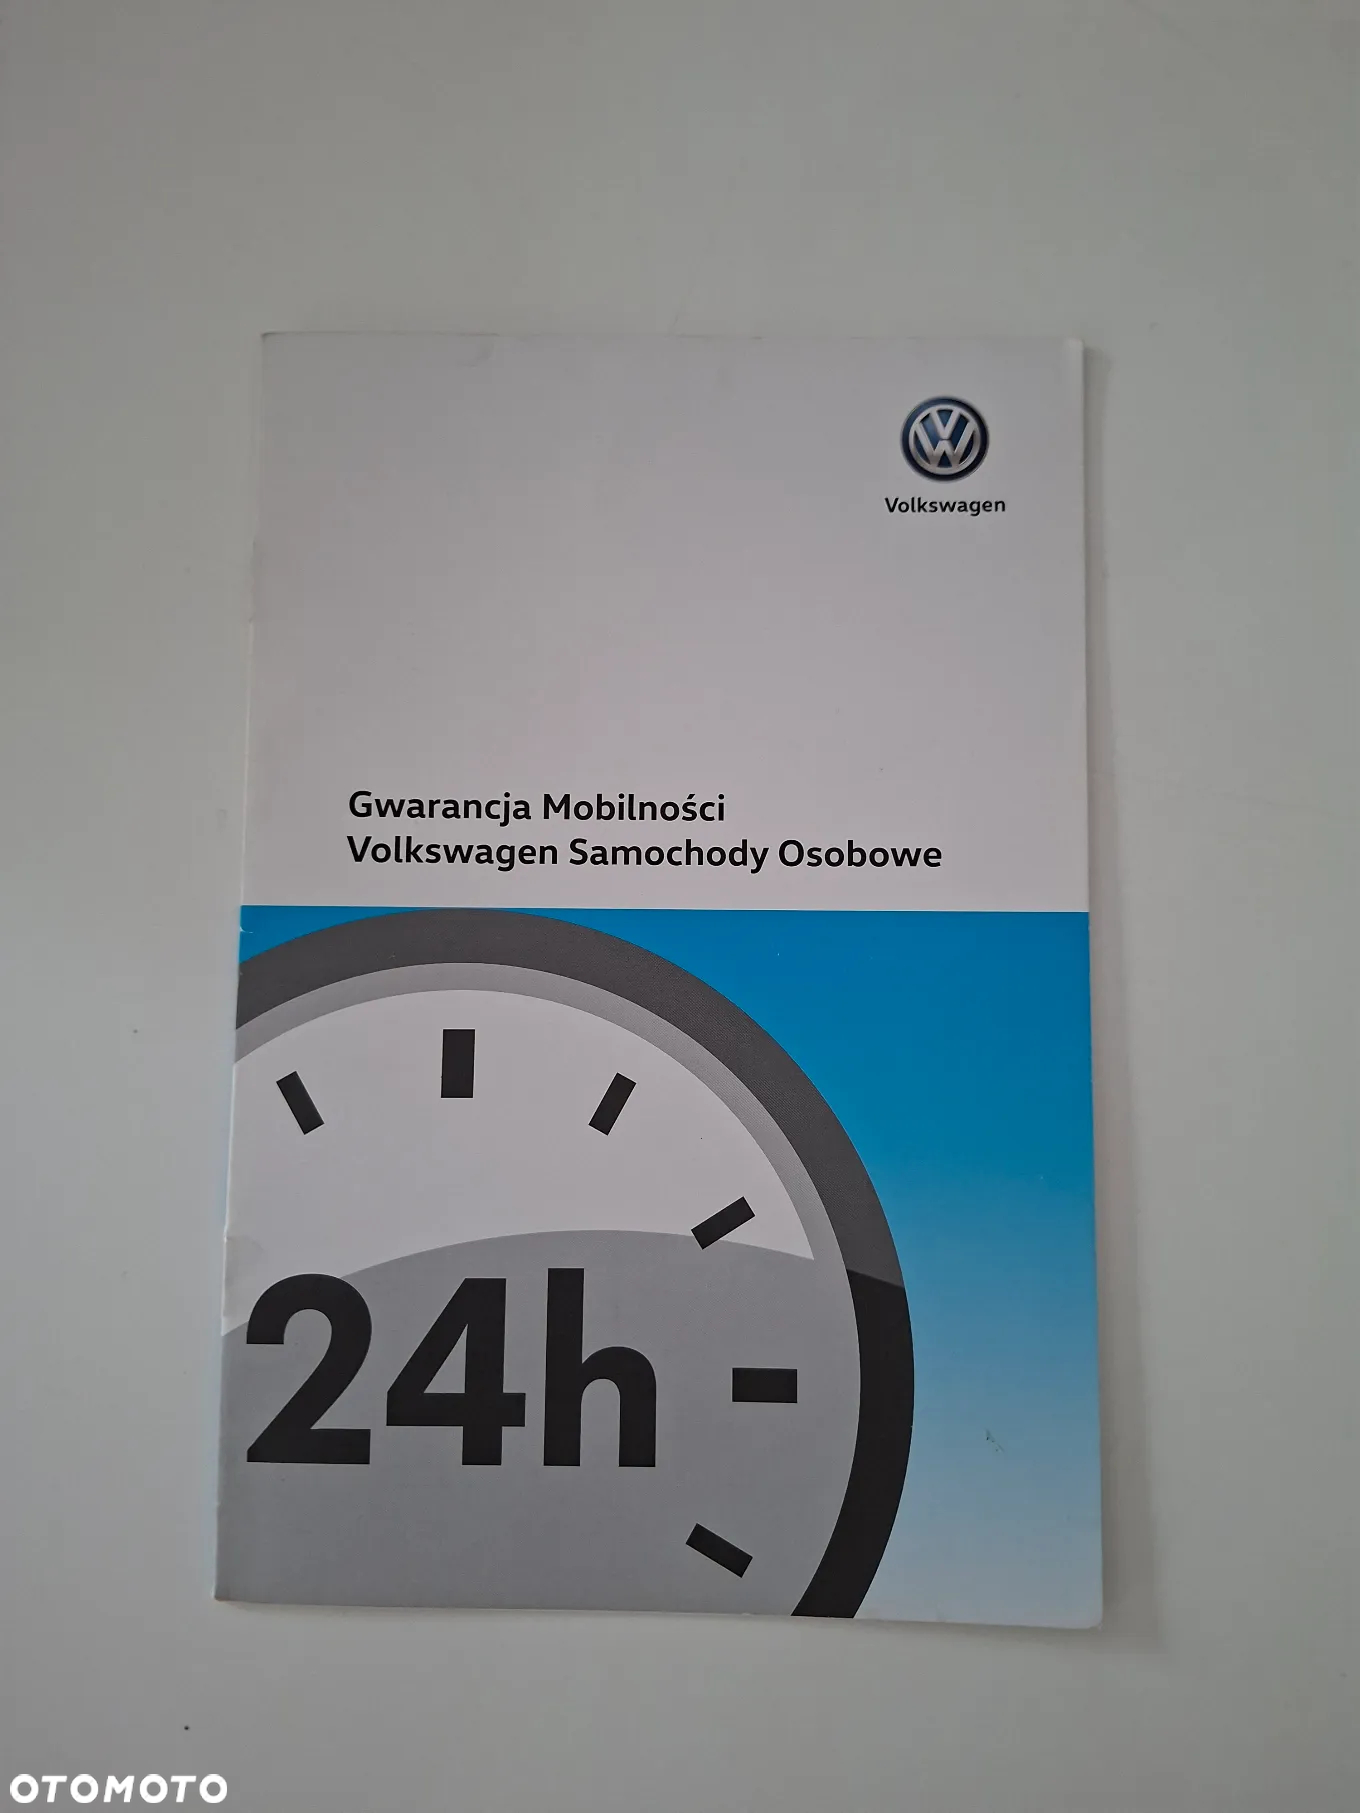 Volkswagen
Gwarancja Mobilności
Volkswagen Samochody Osobowe
24h
OTOMOTO